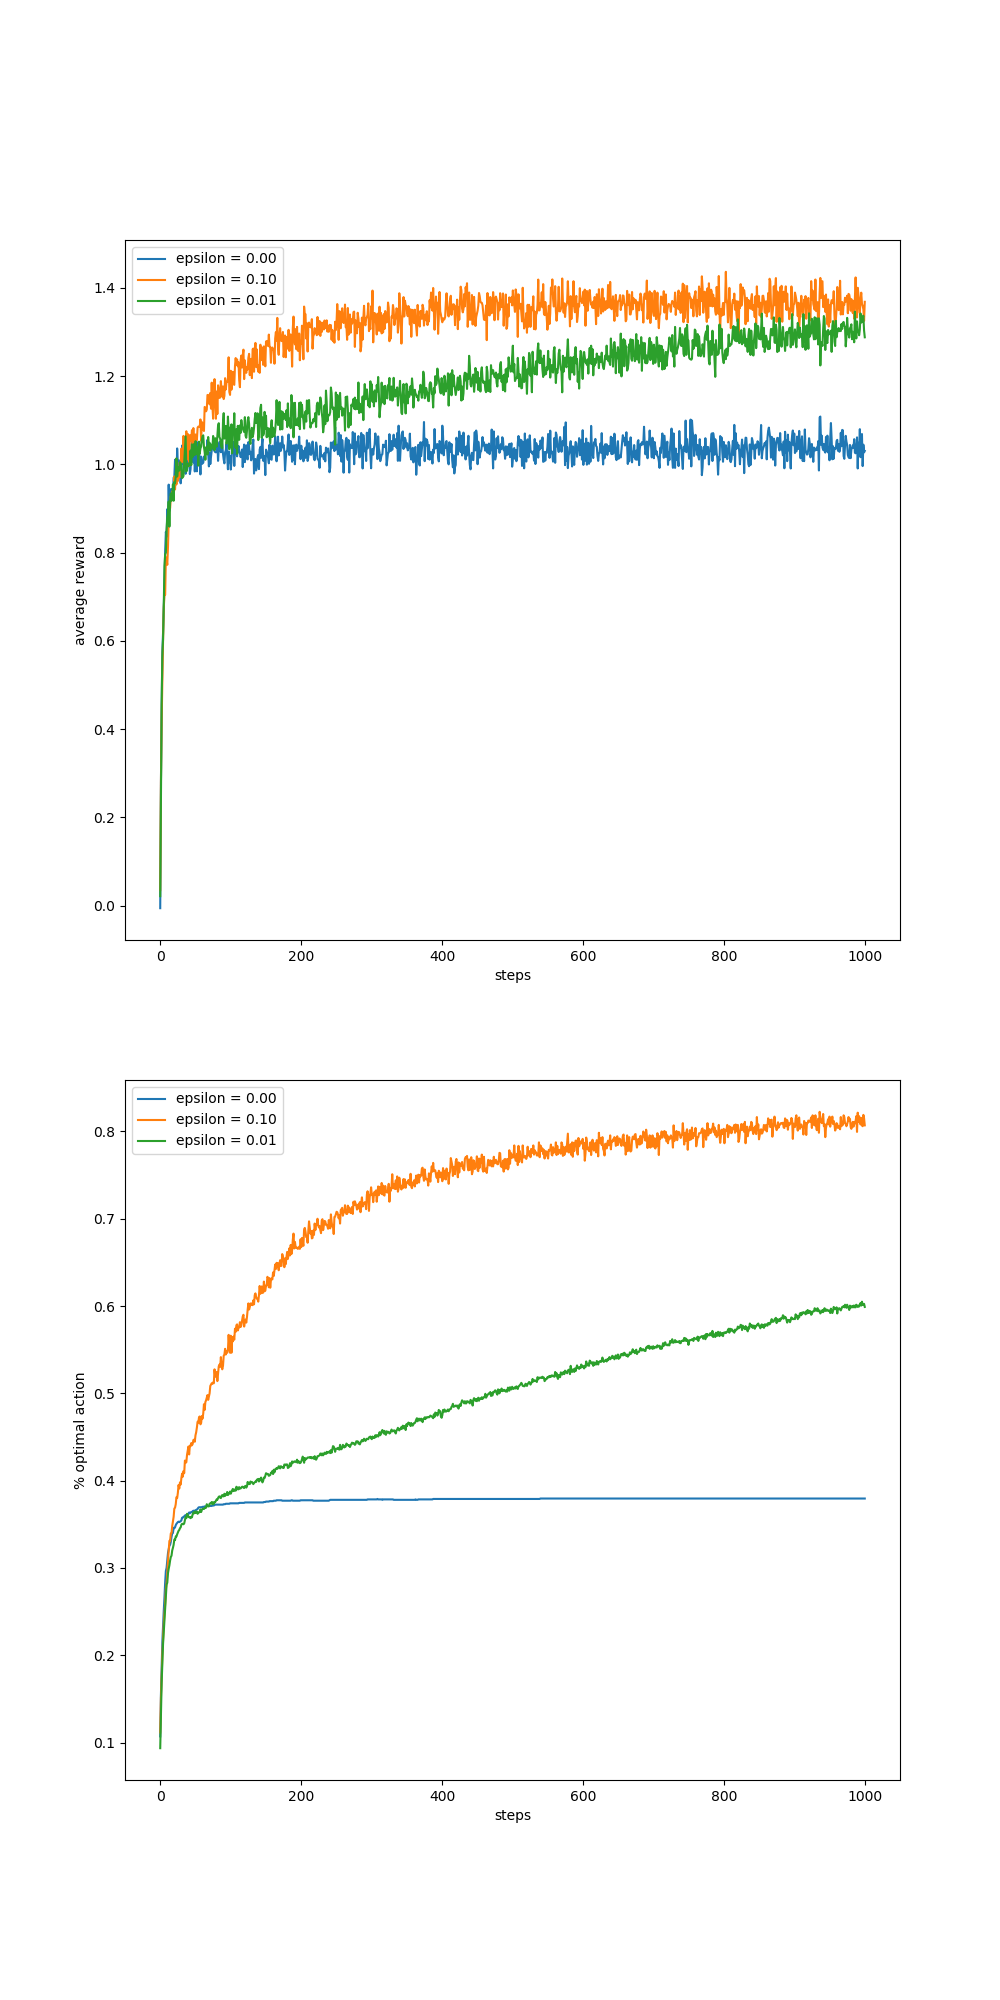 epsilon = 0.00
epsilon = 0.10
epsilon = 0.01
1.4
1.2
1.0
0.8
0.6
0.4
0.2
0.0
average reward
0 200 400 600 800 1000
steps
epsilon = 0.00
epsilon = 0.10
epsilon = 0.01
0.8
0.7
0.6
0.5
0.4
0.3
0.2
0.1
% optimal action
0 200 400 600 800 1000
steps